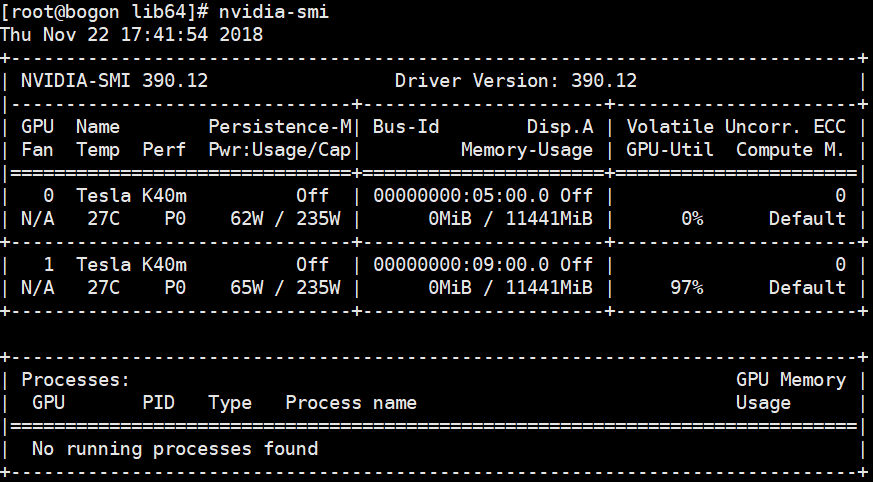 [root@bogon lib64]# nvidia-smi
Thu Nov 22 17:41:54 2018
+-----------------------------------------------------------------------------+
| NVIDIA-SMI 390.12                 Driver Version: 390.12                    |
|-------------------------------+----------------------+----------------------+
| GPU  Name        Persistence-M| Bus-Id        Disp.A | Volatile Uncorr. ECC |
| Fan  Temp  Perf  Pwr:Usage/Cap|         Memory-Usage | GPU-Util  Compute M. |
|===============================+======================+======================|
|   0  Tesla K40m          Off  | 00000000:05:00.0 Off |                    0 |
| N/A   27C    P0    62W / 235W |      0MiB / 11441MiB |      0%      Default |
+-------------------------------+----------------------+----------------------+
|   1  Tesla K40m          Off  | 00000000:09:00.0 Off |                    0 |
| N/A   27C    P0    65W / 235W |      0MiB / 11441MiB |     97%      Default |
+-------------------------------+----------------------+----------------------+
+-----------------------------------------------------------------------------+
| Processes:                                                       GPU Memory |
|  GPU       PID   Type   Process name                             Usage      |
|=============================================================================|
|  No running processes found                                                 |
+-----------------------------------------------------------------------------+